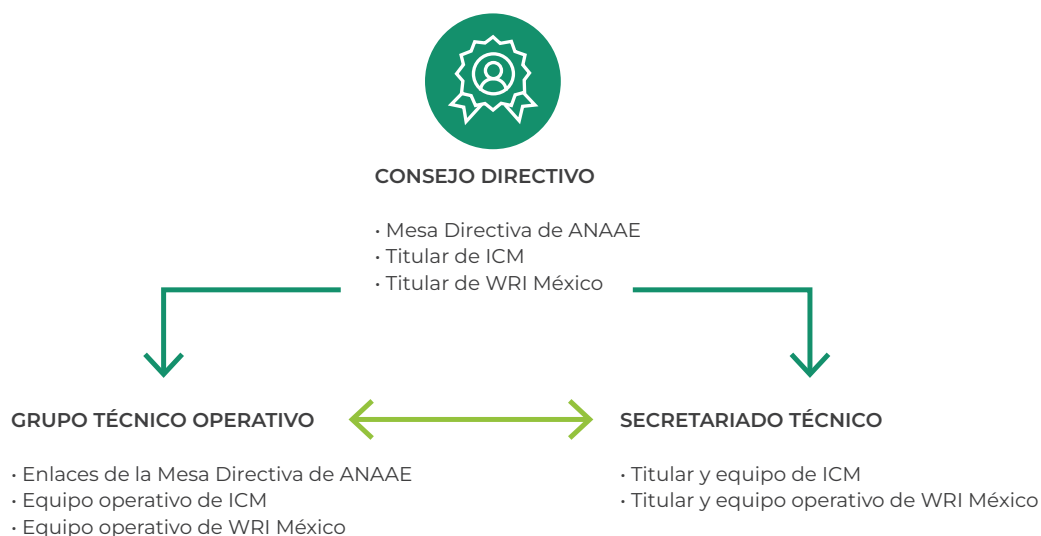 CONSEJO DIRECTIVO
• Mesa Directiva de ANAAE
• Titular de ICM
• Titular de WRI México
GRUPO TÉCNICO OPERATIVO
• Enlaces de la Mesa Directiva de ANAAE
• Equipo operativo de ICM
• Equipo operativo de WRI México
SECRETARIADO TÉCNICO
• Titular y equipo de ICM
• Titular y equipo operativo de WRI México